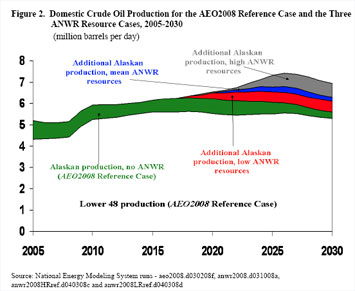 Figure 2. Domestic Crude Oil Production for the AEO2008 Reference Case and the Three
ANWR Resource Cases, 2005-2030
(million barrels per day)
8
7
6
5
4
3
2
1
0
Additional Alaskan
production, mean ANWR
resources
Additional Alaskan
production, high ANWR
resources
Alaskan production, no ANWR
(AEO2008 Reference Case)
Additional Alaskan
production, low ANWR
resources
Lower 48 production (AEO2008 Reference Case)
2005 2010 2015 2020 2025 2030
Source: National Energy Modeling System runs - aeo2008.d030208f, anwr2008.d031008a,
anwr2008HRref.d040308c and anwr2008LRref.d040308d